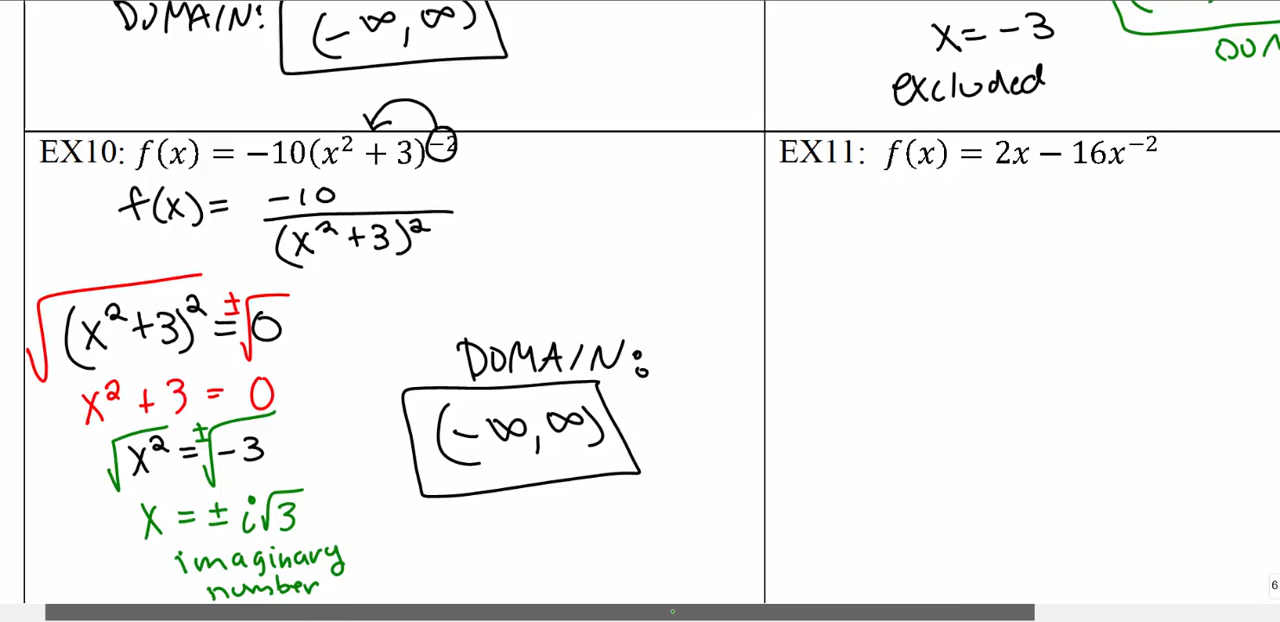 DOMAIN: (-∞, ∞)
x = -3
excluded
EX10: f(x) = −10(x² + 3)⁻²
f(x) = -10/(x² + 3)²
√(x² + 3)² = ±√0
x² + 3 = 0
√x² = ±√-3
x = ± i√3
imaginary
number
DOMAIN:
(-∞, ∞)
EX11: f(x) = 2x − 16x⁻²
6